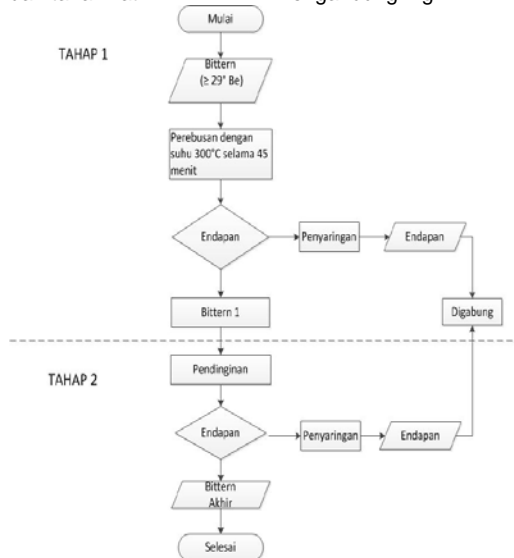 Mulai
TAHAP 1
Bittern
(≥ 29° Be)
Perebusan dengan
suhu 300°C selama 45
menit
Endapan
Penyaringan
Endapan
Bittern 1
Digabung
TAHAP 2
Pendinginan
Endapan
Penyaringan
Endapan
Bittern
Akhir
Selesai